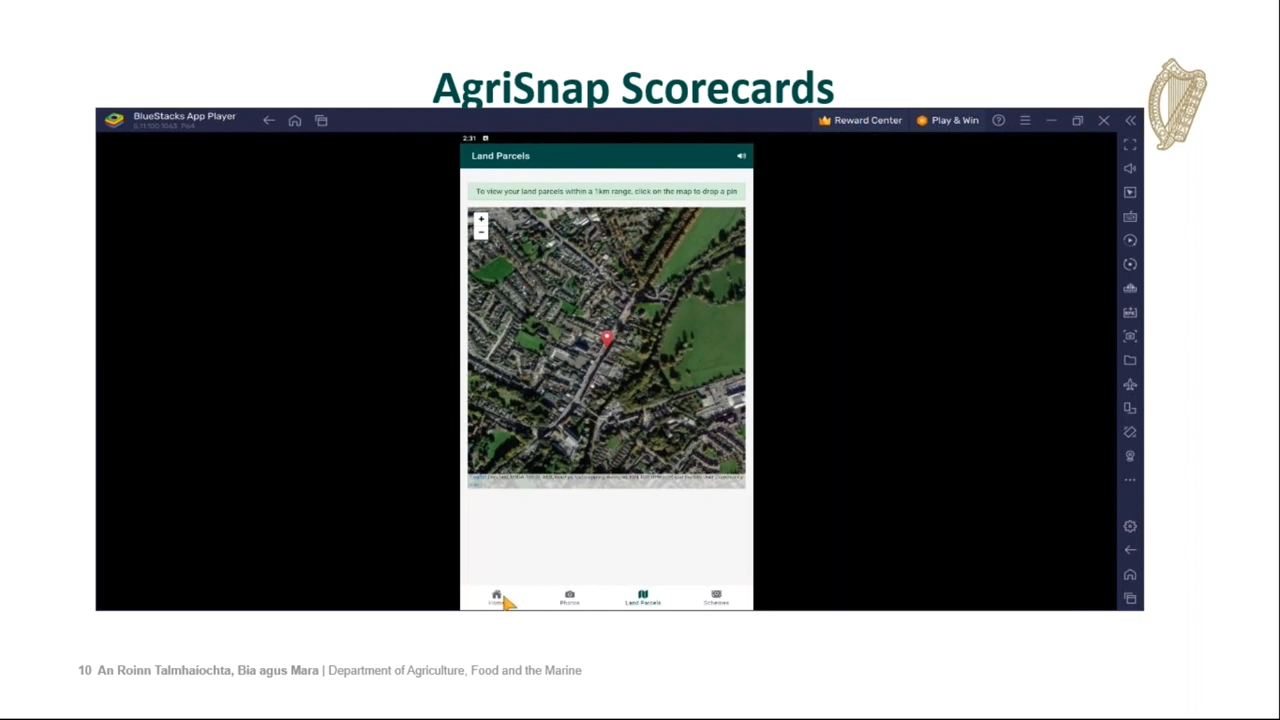 AgriSnap Scorecards
BlueStacks App Player
Reward Center
Play & Win
2:31
Land Parcels
To view your land parcels within a 1km range, click on the map to drop a pin
+
−
Photos
Land Parcels
Schemes
10 An Roinn Talmhaíochta, Bia agus Mara | Department of Agriculture, Food and the Marine